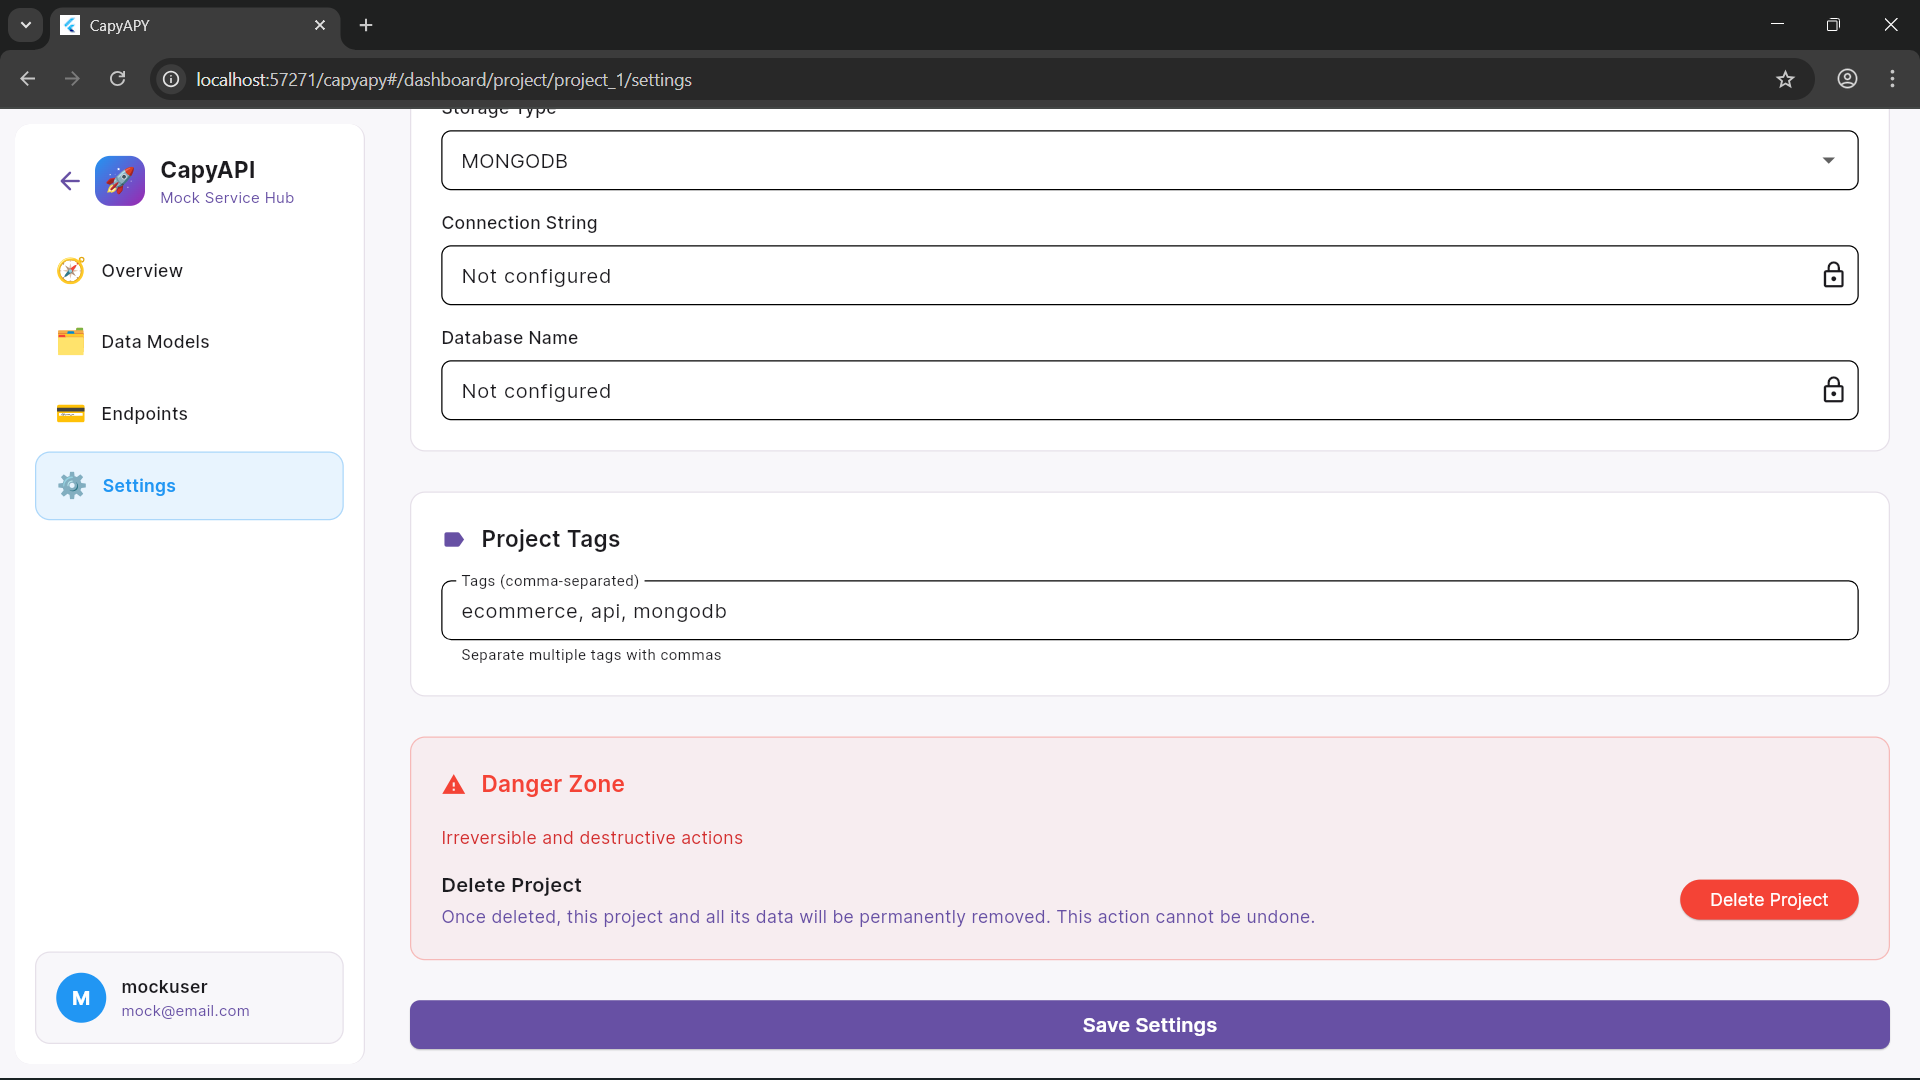 CapyAPY
localhost:57271/capyapy#/dashboard/project/project_1/settings
CapyAPI
Mock Service Hub
Overview
Data Models
Endpoints
Settings
mockuser
mock@email.com
M
Storage Type
MONGODB
Connection String
Not configured
Database Name
Not configured
Project Tags
Tags (comma-separated)
ecommerce, api, mongodb
Separate multiple tags with commas
Danger Zone
Irreversible and destructive actions
Delete Project
Once deleted, this project and all its data will be permanently removed. This action cannot be undone.
Delete Project
Save Settings